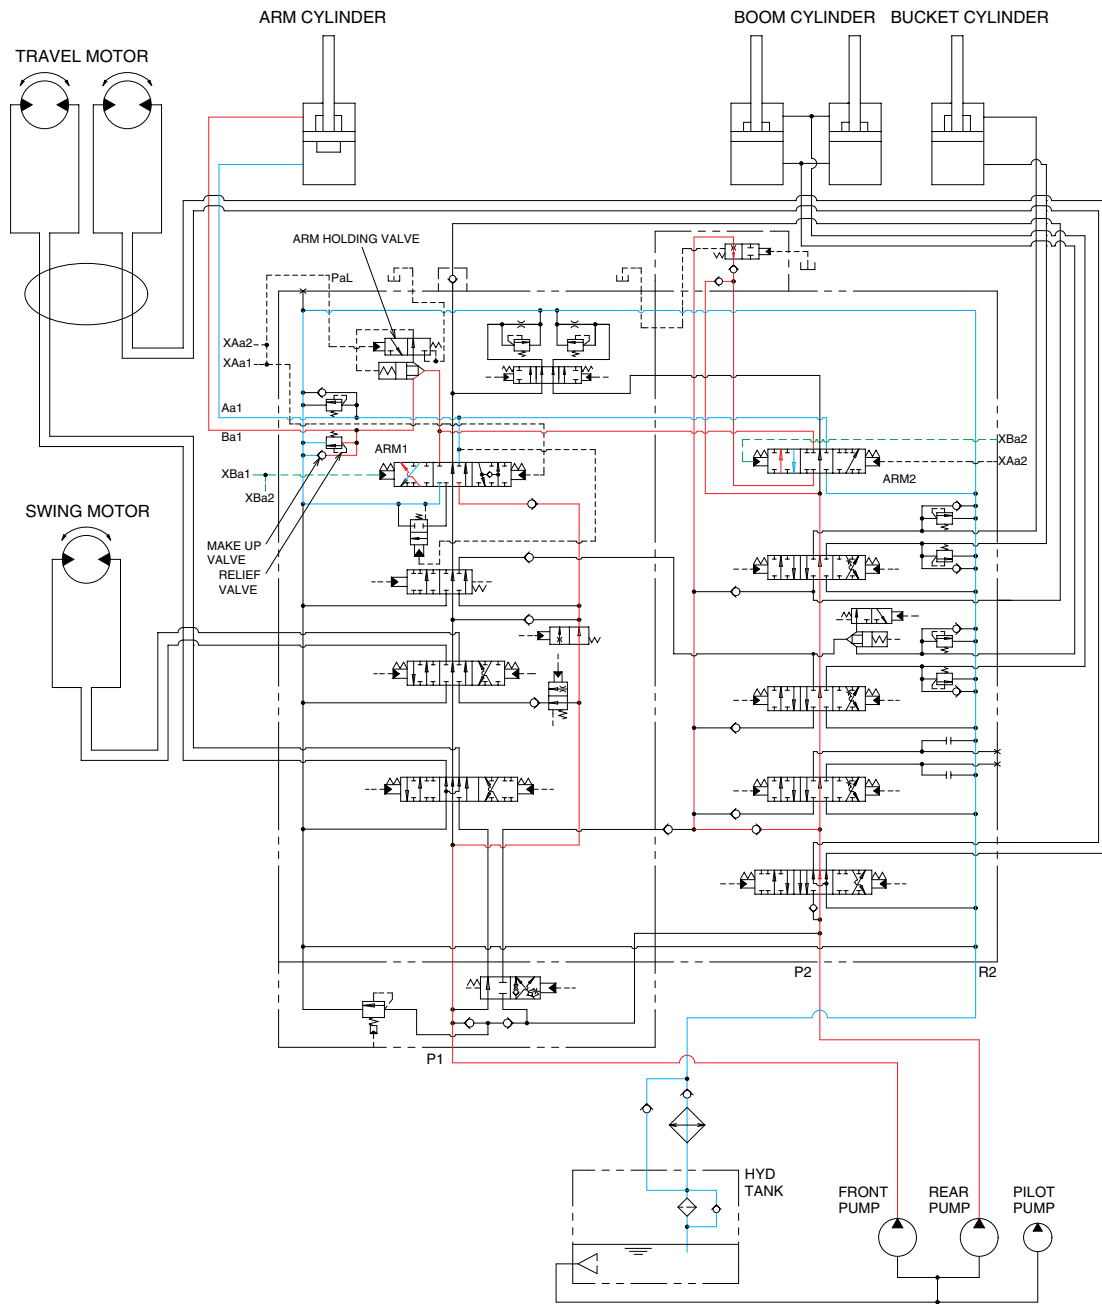 ARM CYLINDER
BOOM CYLINDER
BUCKET CYLINDER
TRAVEL MOTOR
ARM HOLDING VALVE
PaL
XAa2
XAa1
Aa1
Ba1
ARM1
XBa1
XBa2
XBa2
XAa2
ARM2
SWING MOTOR
MAKE UP
VALVE
RELIEF
VALVE
P2
R2
P1
HYD
TANK
FRONT
PUMP
REAR
PUMP
PILOT
PUMP